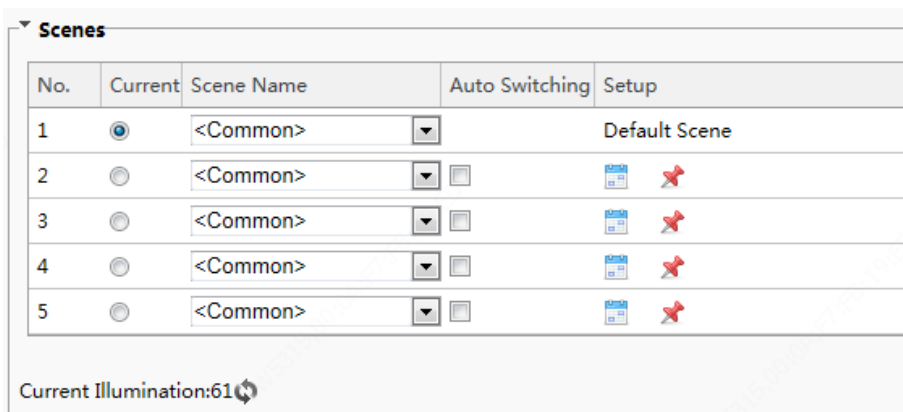 Scenes
No. Current Scene Name Auto Switching Setup
1 <Common> Default Scene
2 <Common>
3 <Common>
4 <Common>
5 <Common>
Current Illumination:61